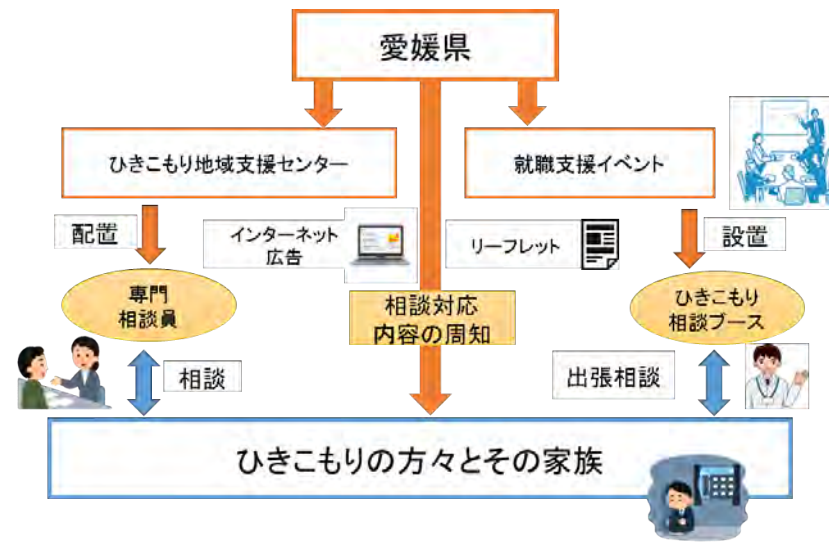 愛媛県
ひきこもり地域支援センター
就職支援イベント
配置
インターネット
広告
リーフレット
設置
専門
相談員
相談対応
内容の周知
ひきこもり
相談ブース
相談
出張相談
ひきこもりの方々とその家族